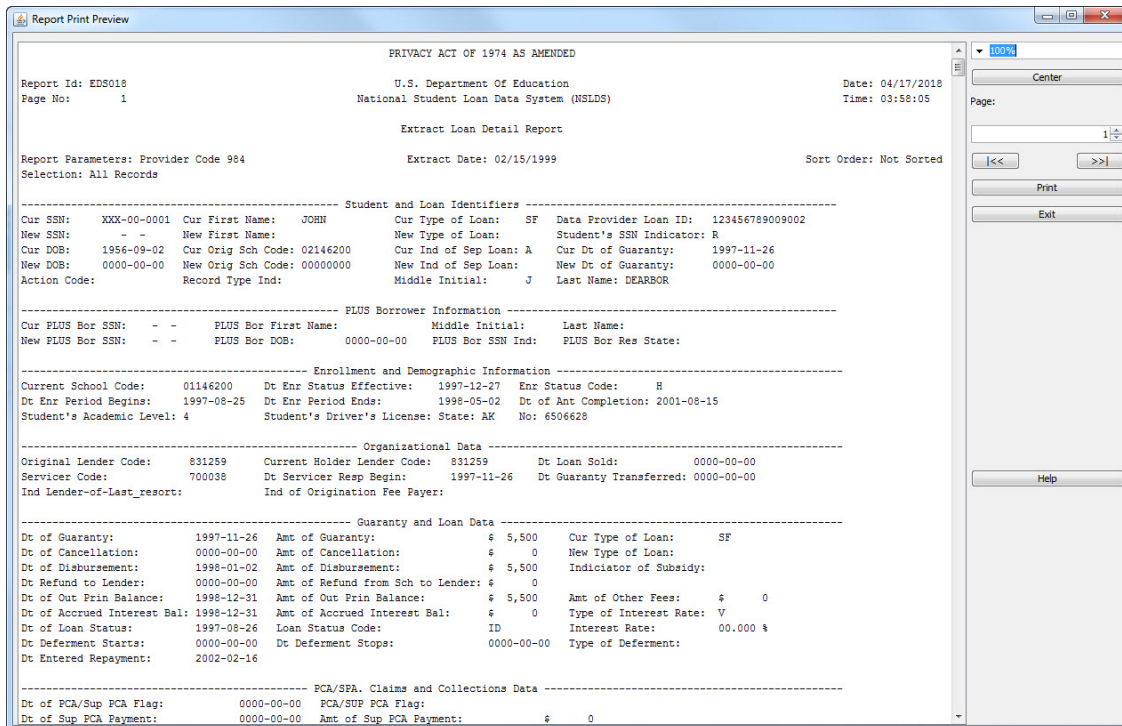 Report Print Preview
PRIVACY ACT OF 1974 AS AMENDED
Report Id: EDS018 U.S. Department Of Education Date: 04/17/2018
Page No: 1 National Student Loan Data System (NSLDS) Time: 03:58:05
Extract Loan Detail Report
Report Parameters: Provider Code 984 Extract Date: 02/15/1999 Sort Order: Not Sorted
Selection: All Records
---------------------------------------- Student and Loan Identifiers ----------------------------------------
Cur SSN: XXX-00-0001 Cur First Name: JOHN Cur Type of Loan: SF Data Provider Loan ID: 123456789009002
New SSN: - - New First Name: New Type of Loan: Student's SSN Indicator: R
Cur DOB: 1956-09-02 Cur Orig Sch Code: 02146200 Cur Ind of Sep Loan: A Cur Dt of Guaranty: 1997-11-26
New DOB: 0000-00-00 New Orig Sch Code: 00000000 New Ind of Sep Loan: New Dt of Guaranty: 0000-00-00
Action Code: Record Type Ind: Middle Initial: J Last Name: DEARBOR
---------------------------------------- PLUS Borrower Information ----------------------------------------
Cur PLUS Bor SSN: - - PLUS Bor First Name: Middle Initial: Last Name:
New PLUS Bor SSN: - - PLUS Bor DOB: 0000-00-00 PLUS Bor SSN Ind: PLUS Bor Res State:
------------------------------------ Enrollment and Demographic Information ------------------------------------
Current School Code: 01146200 Dt Enr Status Effective: 1997-12-27 Enr Status Code: H
Dt Enr Period Begins: 1997-08-25 Dt Enr Period Ends: 1998-05-02 Dt of Ant Completion: 2001-08-15
Student's Academic Level: 4 Student's Driver's License: State: AK No: 6506628
------------------------------------------ Organizational Data ------------------------------------------
Original Lender Code: 831259 Current Holder Lender Code: 831259 Dt Loan Sold: 0000-00-00
Servicer Code: 700038 Dt Servicer Resp Begin: 1997-11-26 Dt Guaranty Transferred: 0000-00-00
Ind Lender-of-Last_resort: Ind of Origination Fee Payer:
------------------------------------------ Guaranty and Loan Data ------------------------------------------
Dt of Guaranty: 1997-11-26 Amt of Guaranty: $ 5,500 Cur Type of Loan: SF
Dt of Cancellation: 0000-00-00 Amt of Cancellation: $ 0 New Type of Loan:
Dt of Disbursement: 1998-01-02 Amt of Disbursement: $ 5,500 Indiciator of Subsidy:
Dt Refund to Lender: 0000-00-00 Amt of Refund from Sch to Lender: $ 0
Dt of Out Prin Balance: 1998-12-31 Amt of Out Prin Balance: $ 5,500 Amt of Other Fees: $ 0
Dt of Accrued Interest Bal: 1998-12-31 Amt of Accrued Interest Bal: $ 0 Type of Interest Rate: V
Dt of Loan Status: 1997-08-26 Loan Status Code: ID Interest Rate: 00.000 %
Dt Deferment Starts: 0000-00-00 Dt Deferment Stops: 0000-00-00 Type of Deferment:
Dt Entered Repayment: 2002-02-16
------------------------------------ PCA/SPA. Claims and Collections Data ------------------------------------
Dt of PCA/Sup PCA Flag: 0000-00-00 PCA/SUP PCA Flag:
Dt of Sup PCA Payment: 0000-00-00 Amt of Sup PCA Payment: $ 0
100%
Center
Page:
1
|<< >>|
Print
Exit
Help